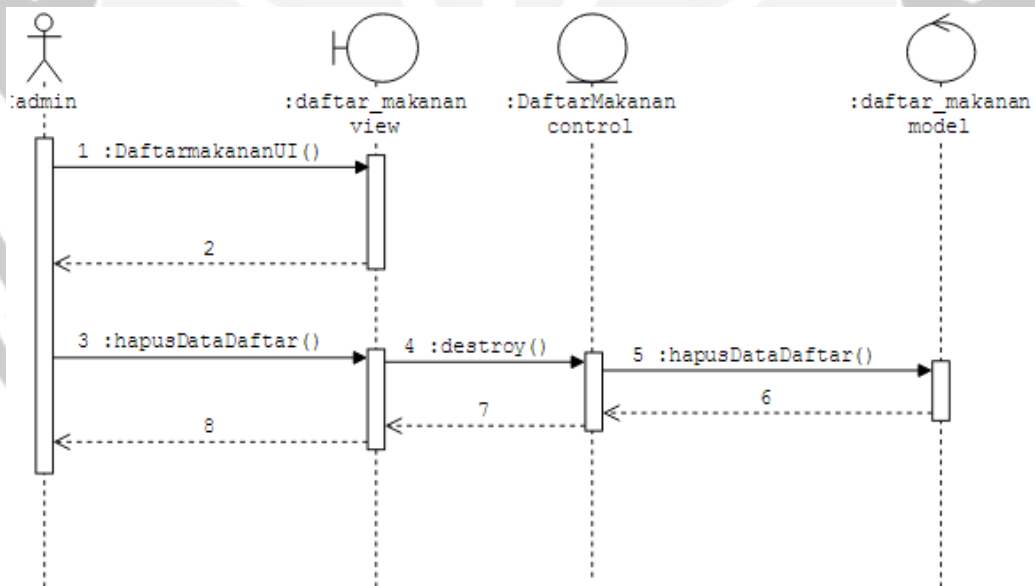 :admin
:daftar_makanan
view
:DaftarMakanan
control
:daftar_makanan
model
1 :DaftarmakananUI()
2
3 :hapusDataDaftar()
4 :destroy()
5 :hapusDataDaftar()
6
7
8